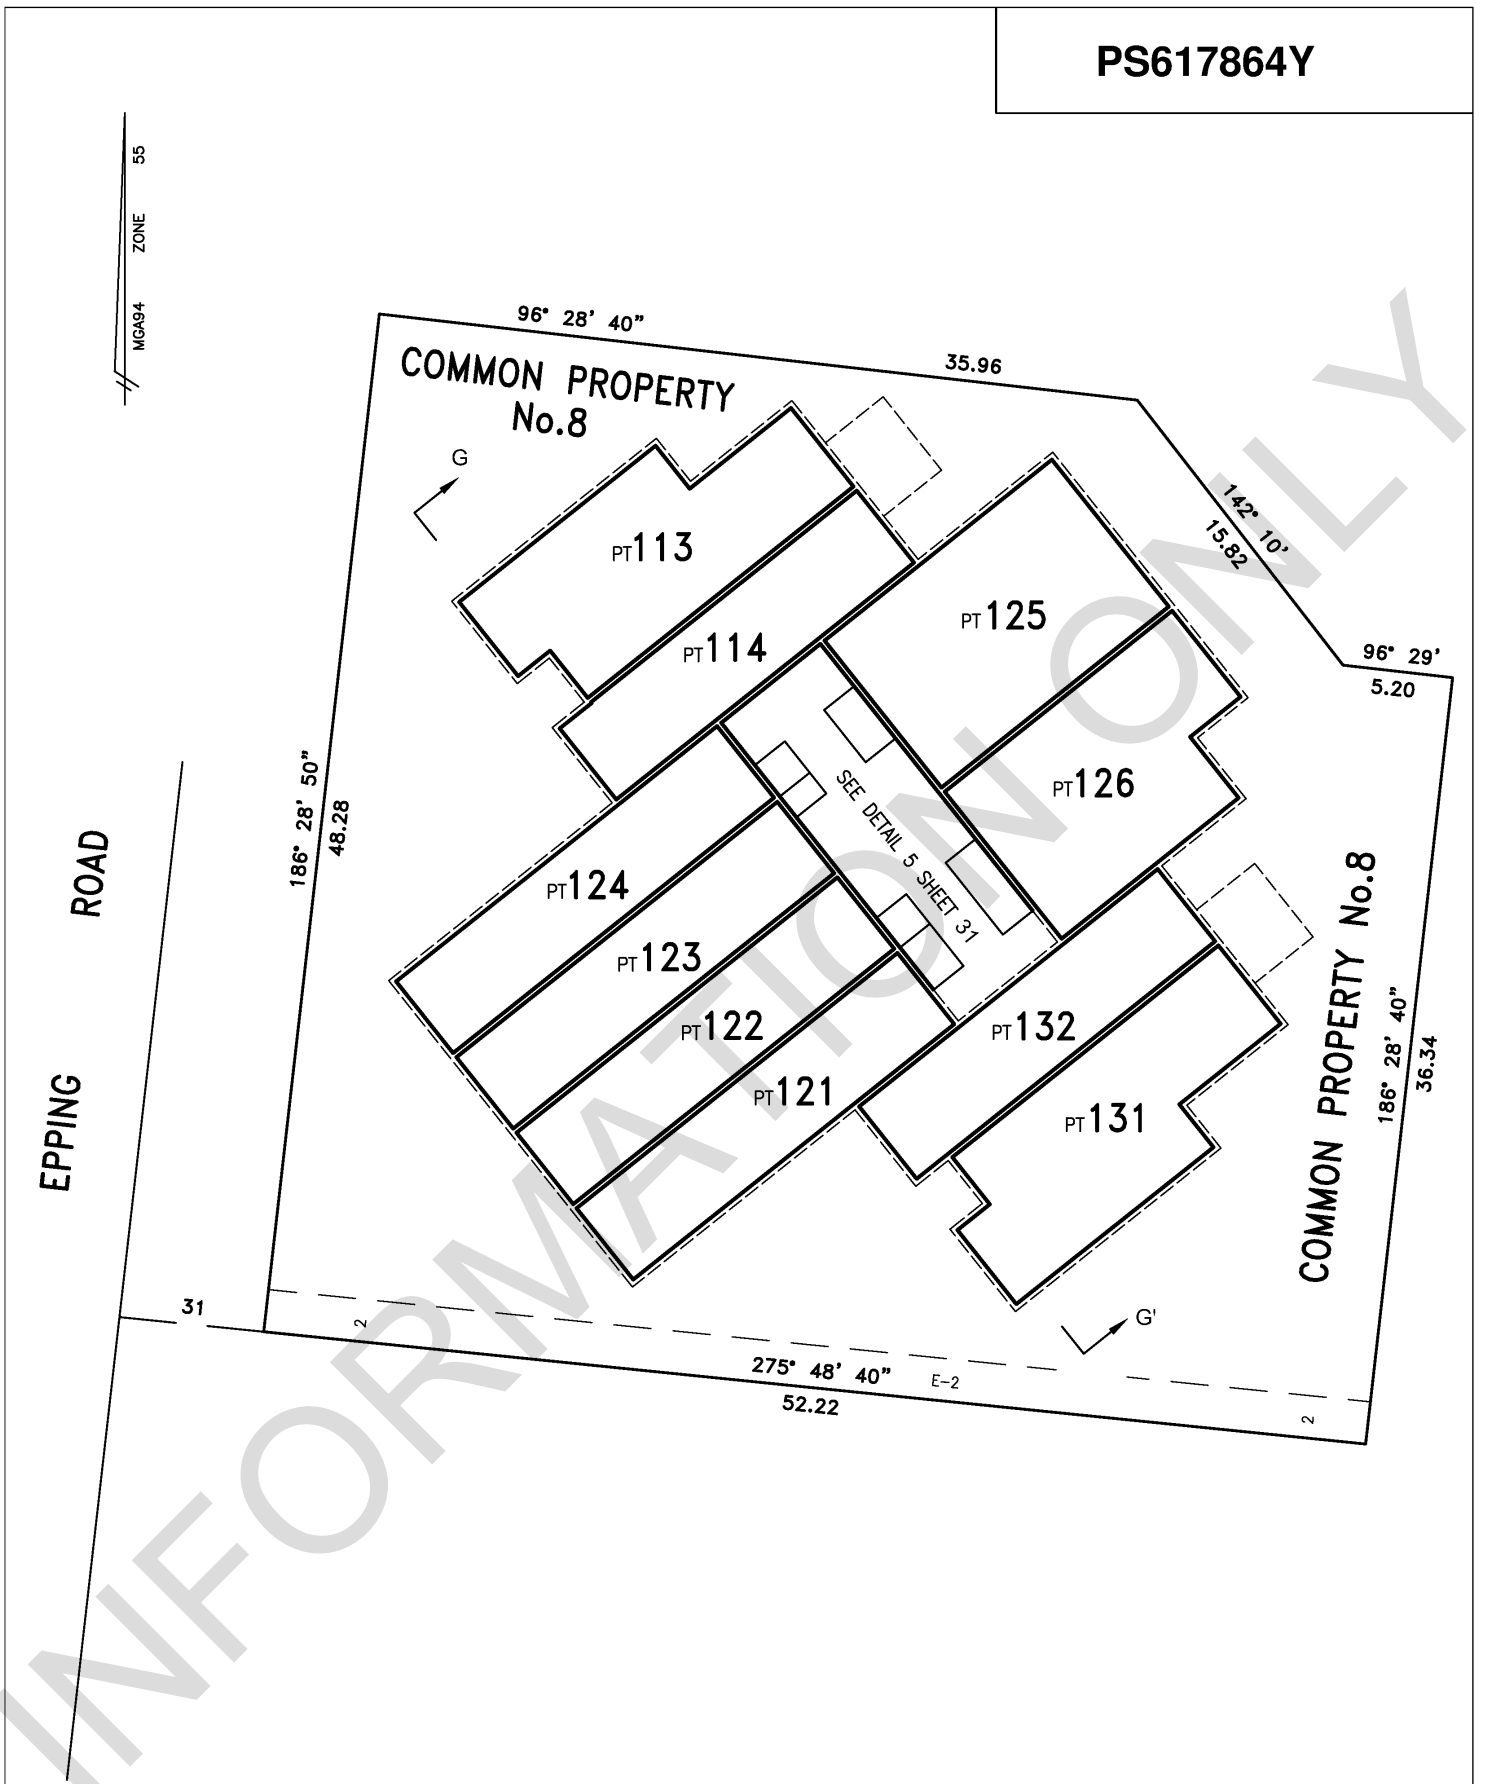 PS617864Y
MGA94 ZONE 55
96° 28' 40"
35.96
COMMON PROPERTY
No.8
G
142° 10'
15.82
96° 29'
5.20
PT113
PT125
PT114
PT126
186° 28' 50"
48.28
SEE DETAIL 5 SHEET 31
PT124
PT123
PT122
PT132
PT121
PT131
COMMON PROPERTY No.8
186° 28' 40"
36.34
EPPING ROAD
31
2
G'
275° 48' 40"
E-2
52.22
2
INFORMATION ONLY